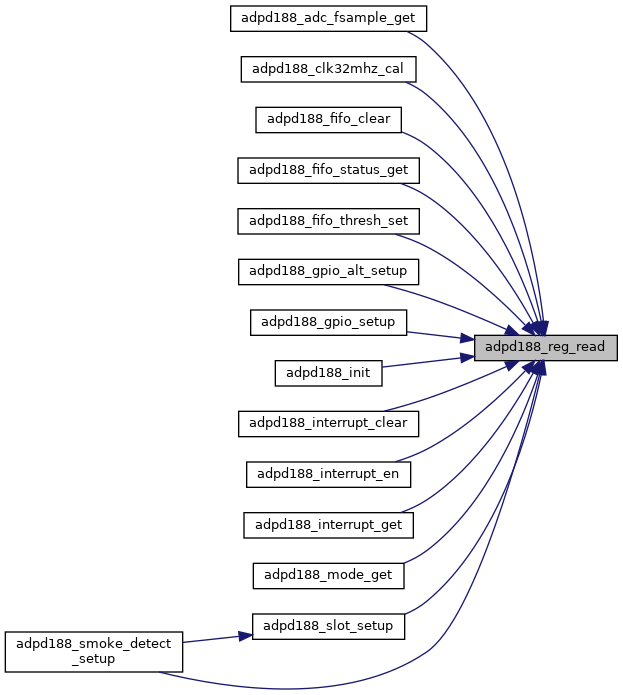 adpd188_adc_fsample_get
adpd188_clk32mhz_cal
adpd188_fifo_clear
adpd188_fifo_status_get
adpd188_fifo_thresh_set
adpd188_gpio_alt_setup
adpd188_gpio_setup
adpd188_reg_read
adpd188_init
adpd188_interrupt_clear
adpd188_interrupt_en
adpd188_interrupt_get
adpd188_mode_get
adpd188_slot_setup
adpd188_smoke_detect
_setup